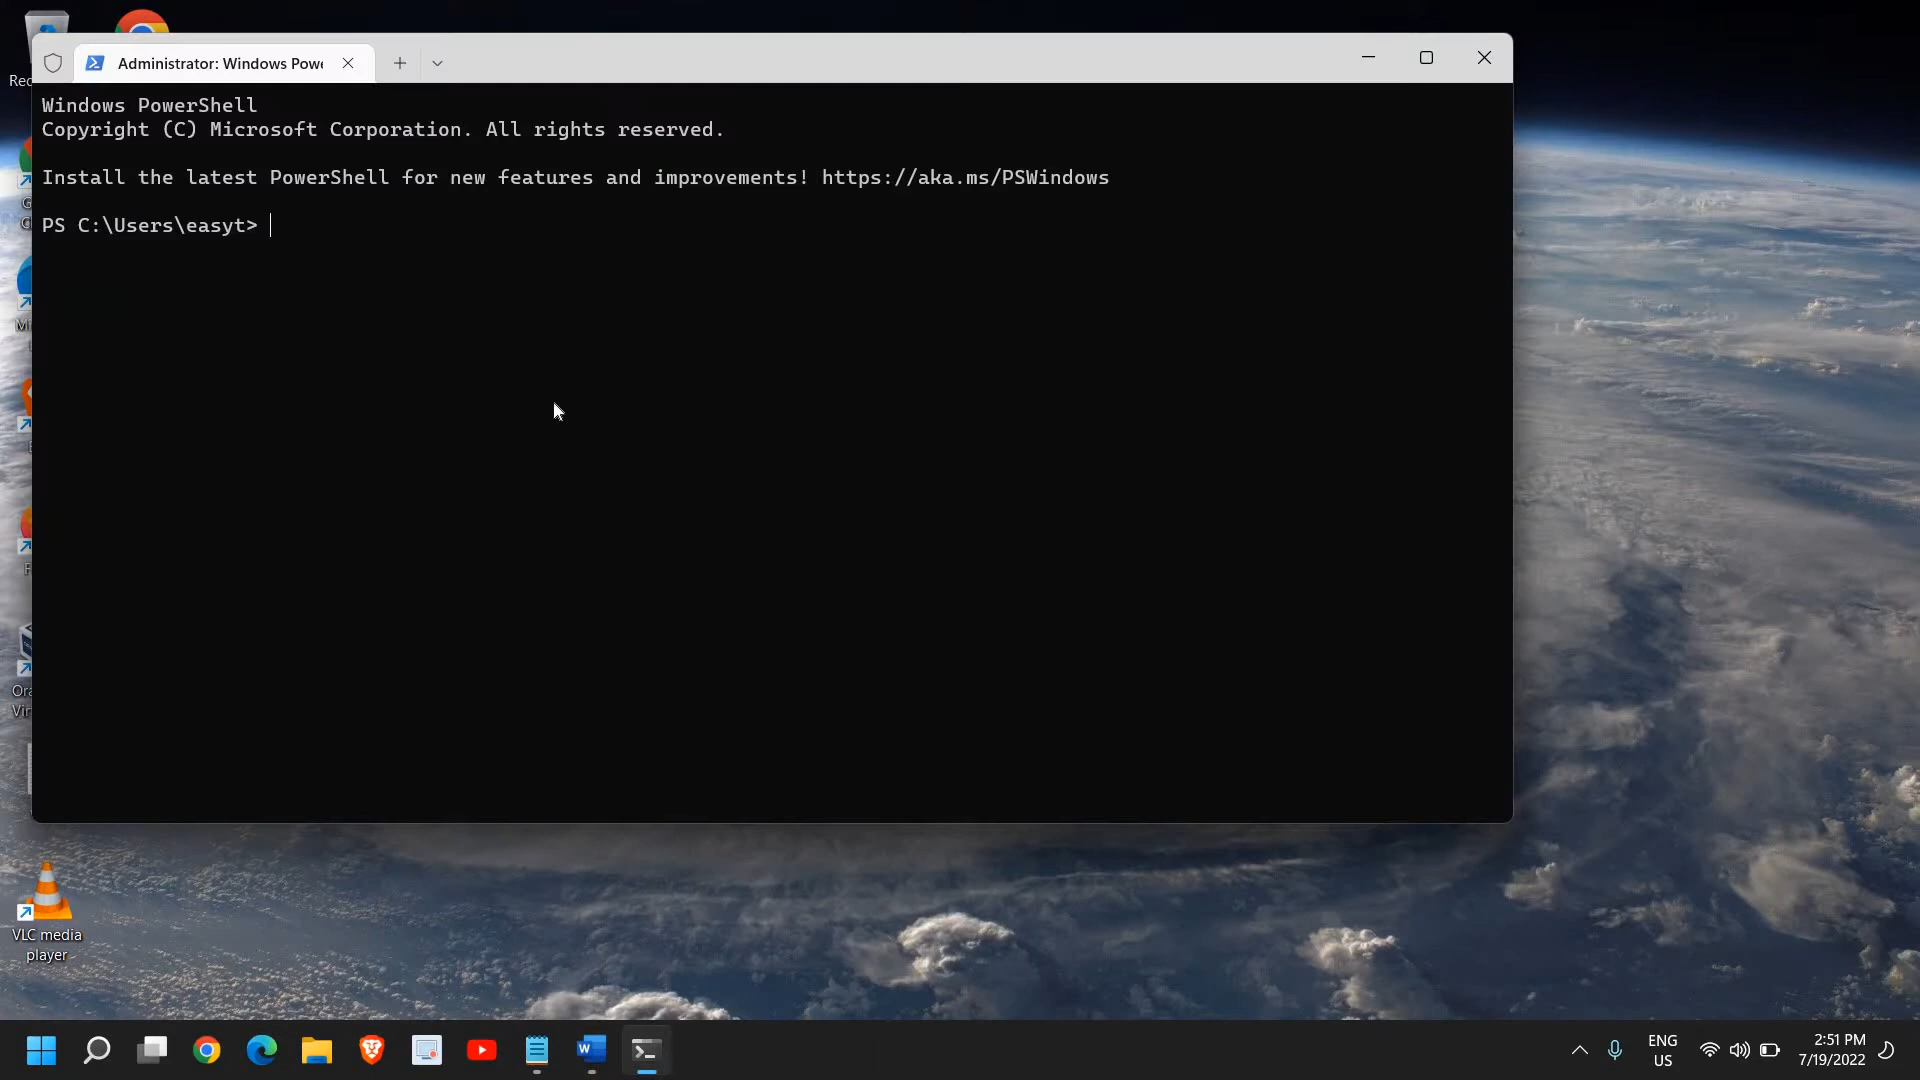 Administrator: Windows Powe
Windows PowerShell
Copyright (C) Microsoft Corporation. All rights reserved.
Install the latest PowerShell for new features and improvements! https://aka.ms/PSWindows
PS C:\Users\easyt>
VLC media
player
ENG
US
2:51 PM
7/19/2022